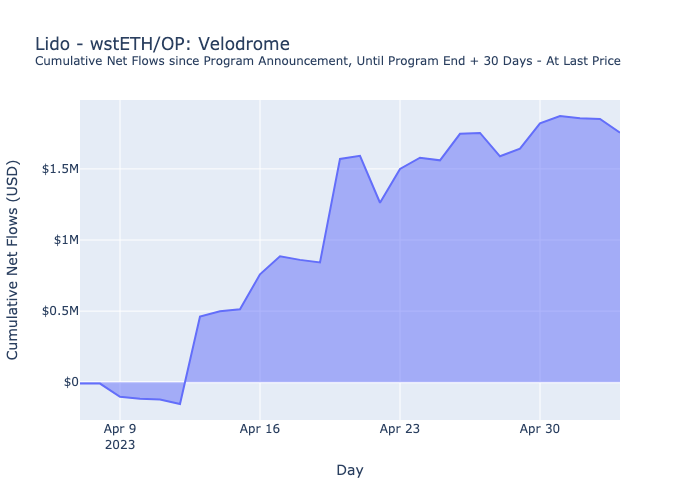 Lido - wstETH/OP: Velodrome
Cumulative Net Flows since Program Announcement, Until Program End + 30 Days - At Last Price
Cumulative Net Flows (USD)
$1.5M
$1M
$0.5M
$0
Apr 9
2023
Apr 16
Apr 23
Apr 30
Day